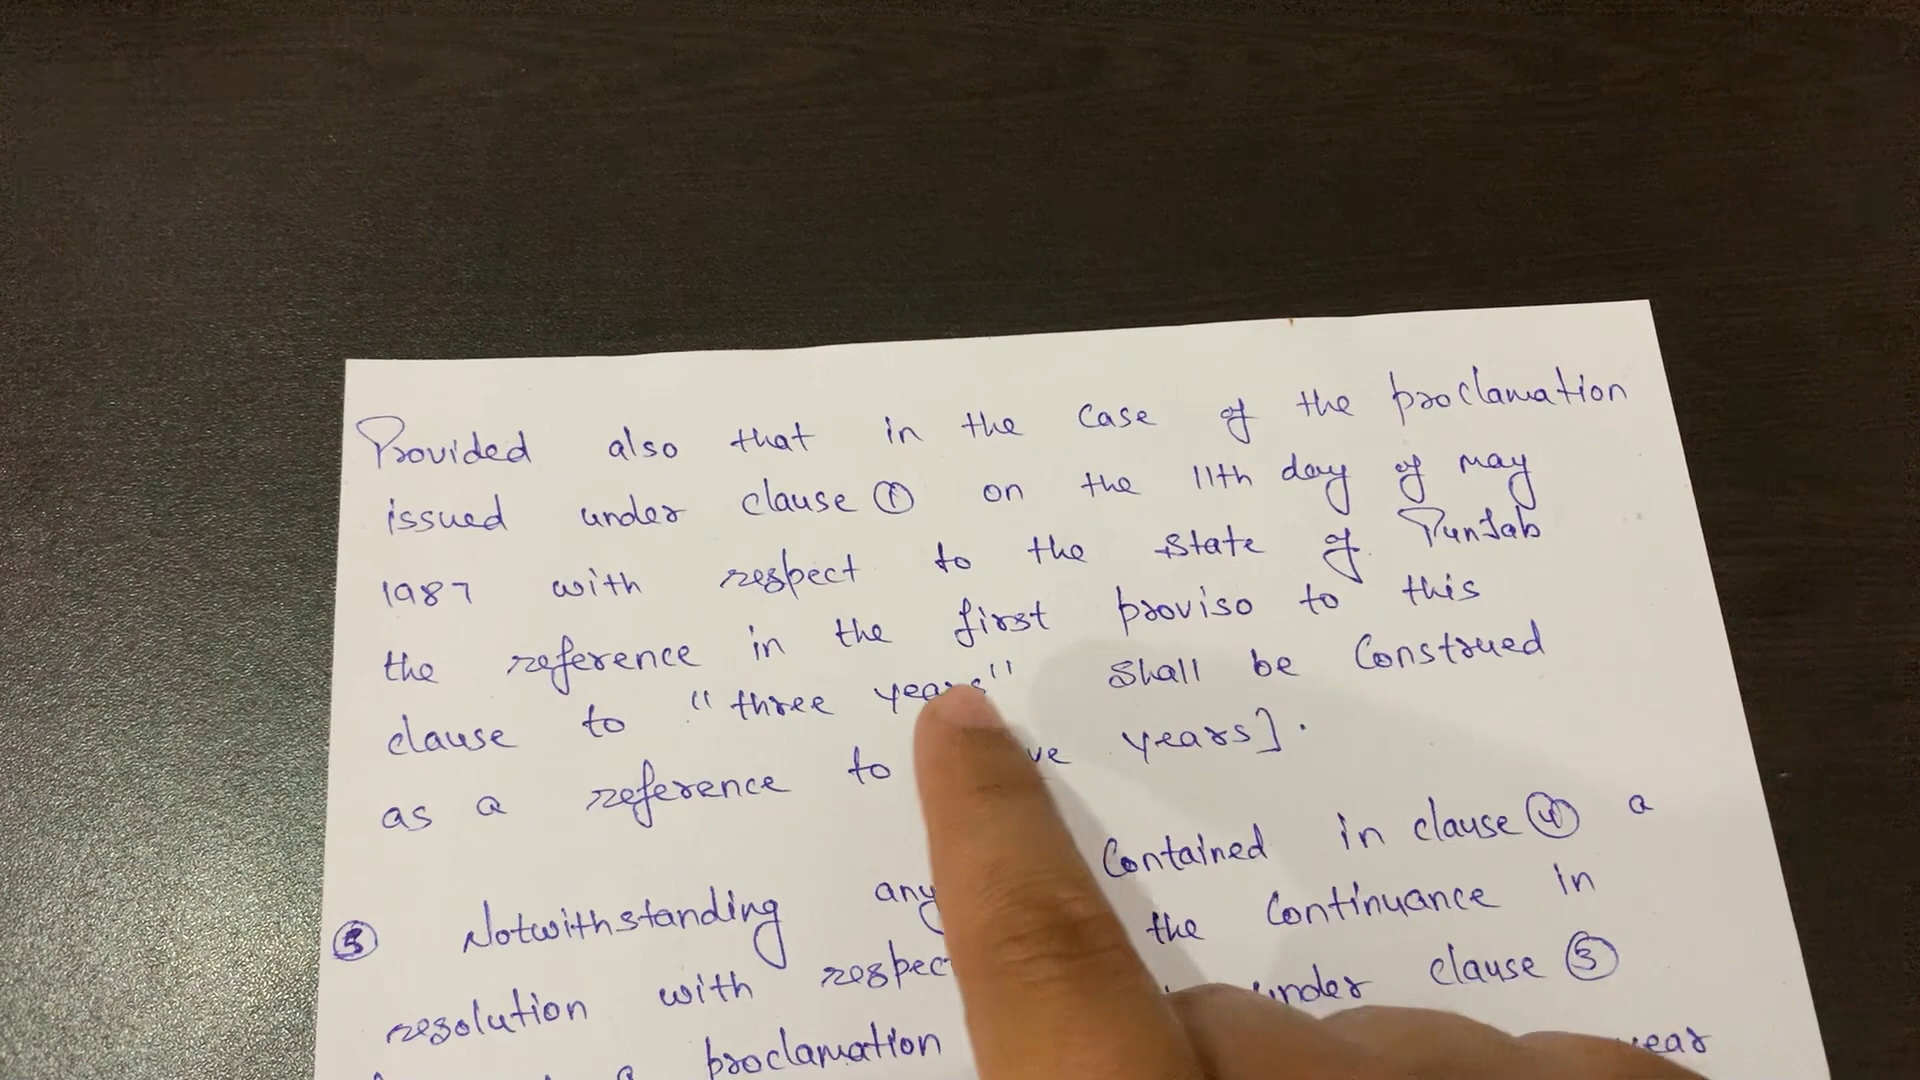 Provided also that in the case of the proclamation
issued under clause ① on the 11th day of may
1987 with respect to the state of Punjab
the reference in the first proviso to this
clause to "three years" shall be Construed
as a reference to years].
⑤ Notwithstanding any Contained in clause ④ a
resolution with respect the Continuance in
a proclamation under clause ③
year